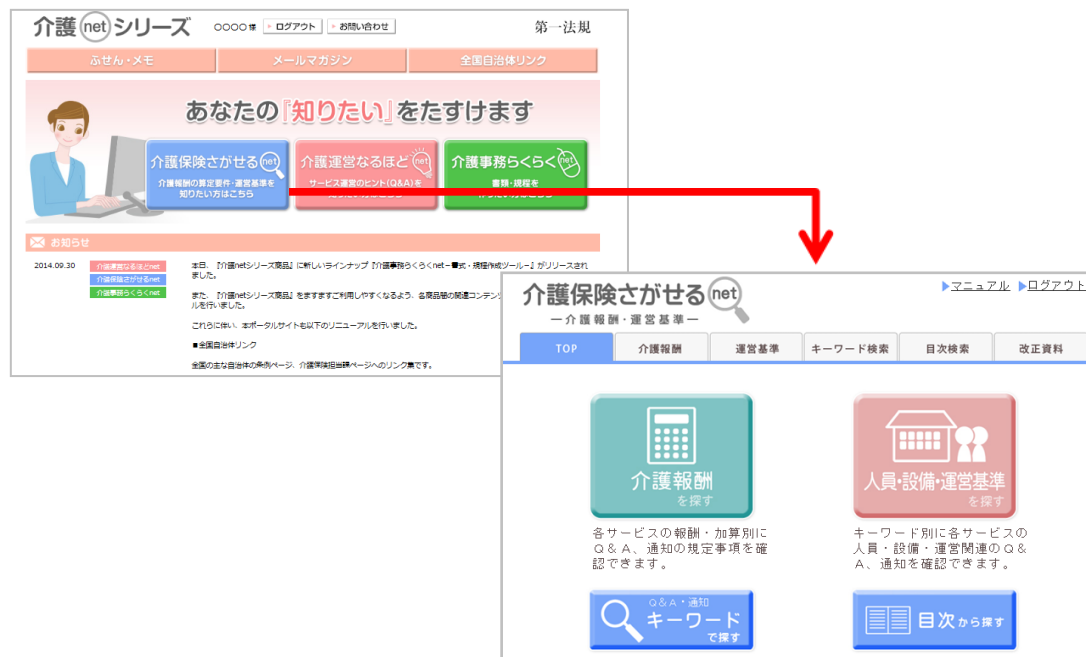 介護netシリーズ
○○○○様 ログアウト お問い合わせ
第一法規
ふせん・メモ メールマガジン 全国自治体リンク
あなたの『知りたい』をたすけます
介護保険さがせるnet
介護報酬の算定
要件・運営基準を
知りたい方はこちら
介護運営なるほどnet
サービス運営のヒント(Q&A)を
介護事務らくらくnet
書類・規程を
お知らせ
2014.09.30
介護運営なるほどnet
介護保険さがせるnet
介護事務らくらくnet
本日、『介護netシリーズ商品』に新しいラインナップ『介護事務らくらくnet－書式・規程作成ツール－』がリリースされ
ました。
また、『介護netシリーズ商品』をますますご利用しやすくなるよう、各商品間の関連コンテンツ
ルを行いました。
これらに伴い、本ポータルサイトも以下のリニューアルを行いました。
■全国自治体リンク
全国の主な自治体の条例ページ、介護保険担当課ページへのリンク集です。
介護保険さがせるnet
－介護報酬・運営基準－
マニュアル ログアウト
TOP 介護報酬 運営基準 キーワード検索 目次検索 改正資料
介護報酬
を探す
各サービスの報酬・加算別に
Q&A、通知の規定事項を確
認できます。
人員・設備・運営基準
を探す
キーワード別に各サービスの
人員・設備・運営関連のQ&
A、通知を確認できます。
Q&A・通知
キーワード
で探す
目次から探す